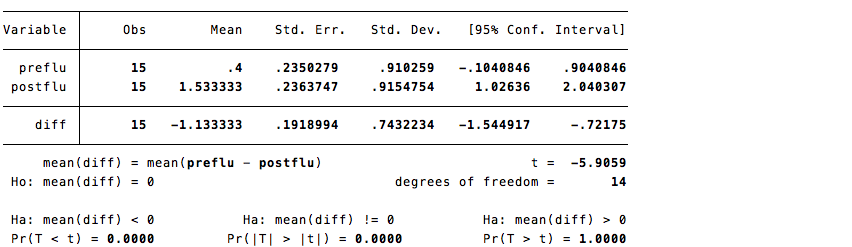 Variable Obs Mean Std. Err. Std. Dev. [95% Conf. Interval]
preflu 15 .4 .2350279 .910259 -.1040846 .9040846
postflu 15 1.533333 .2363747 .9154754 1.02636 2.040307
diff 15 -1.133333 .1918994 .7432234 -1.544917 -.72175
mean(diff) = mean(preflu - postflu) t = -5.9059
Ho: mean(diff) = 0 degrees of freedom = 14
Ha: mean(diff) < 0 Ha: mean(diff) != 0 Ha: mean(diff) > 0
Pr(T < t) = 0.0000 Pr(|T| > |t|) = 0.0000 Pr(T > t) = 1.0000